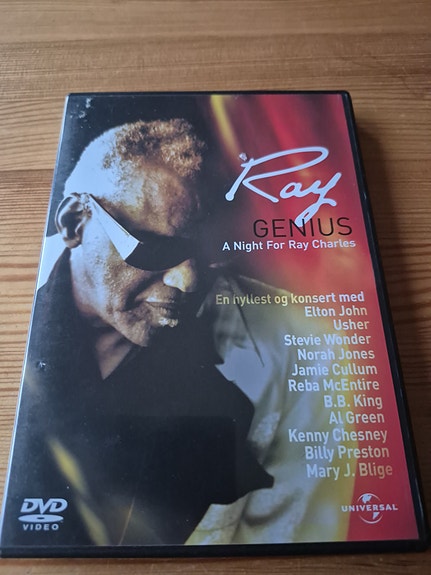 Ray
GENIUS
A Night For Ray Charles
En hyllest og konsert med
Elton John
Usher
Stevie Wonder
Norah Jones
Jamie Cullum
Reba McEntire
B.B. King
Al Green
Kenny Chesney
Billy Preston
Mary J. Blige
DVD
VIDEO
UNIVERSAL